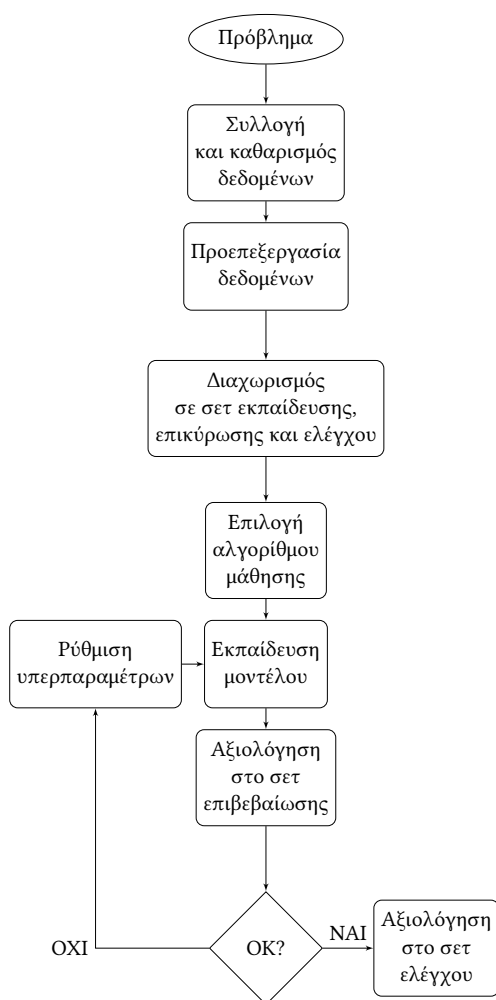 Πρόβλημα
Συλλογή
και καθαρισμός
δεδομένων
Προεπεξεργασία
δεδομένων
Διαχωρισμός
σε σετ εκπαίδευσης,
επικύρωσης και ελέγχου
Επιλογή
αλγορίθμου
μάθησης
Ρύθμιση
υπερπαραμέτρων
Εκπαίδευση
μοντέλου
Αξιολόγηση
στο σετ
επιβεβαίωσης
ΟΧΙ
ΟΚ?
ΝΑΙ
Αξιολόγηση
στο σετ
ελέγχου